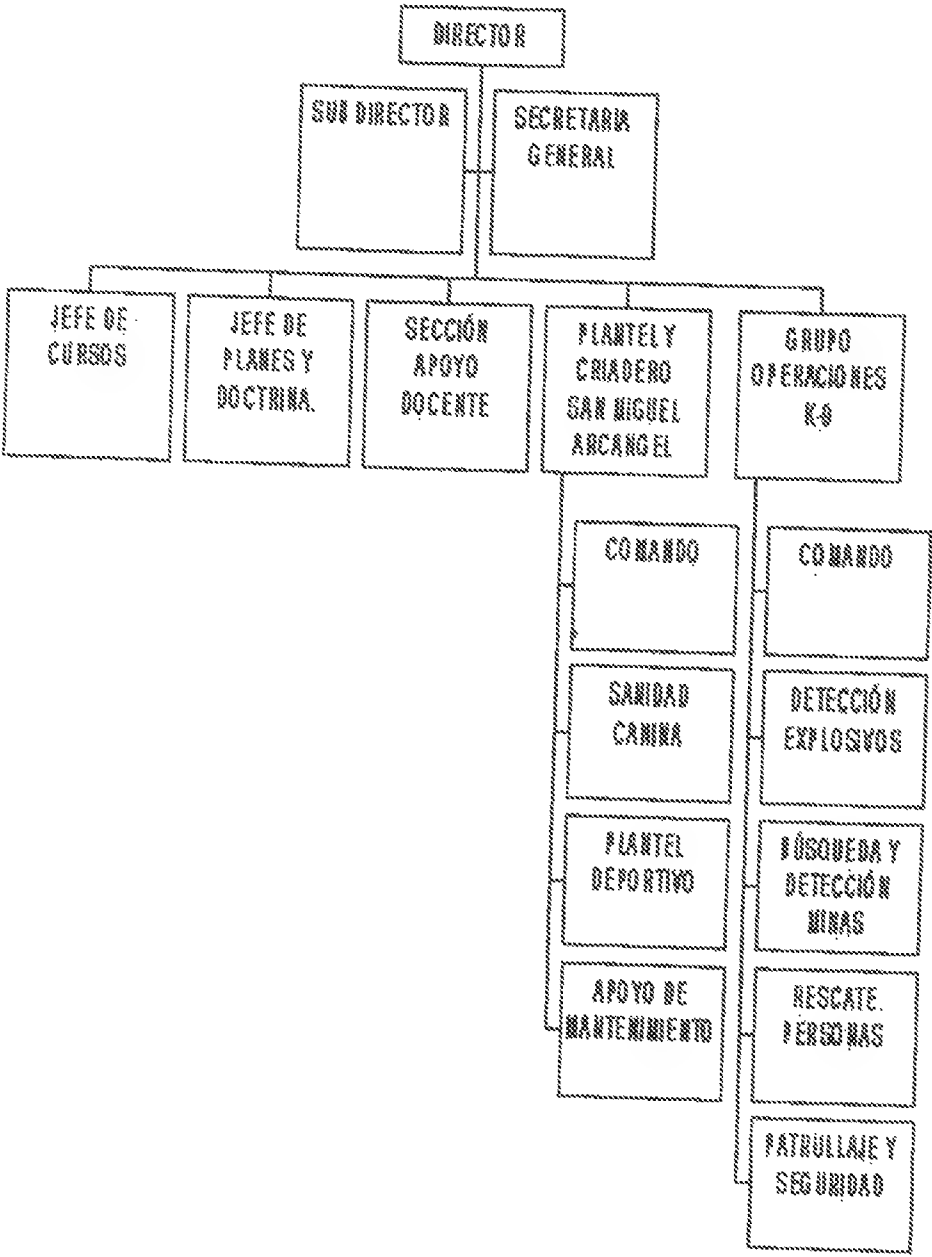 DIRECTOR
SUB DIRECTOR
SECRETARIA
GENERAL
JEFE DE
CURSOS
JEFE DE
PLANES Y
DOCTRINA.
SECCIÓN
APOYO
DOCENTE
PLANTEL Y
CRIADERO
SAN MIGUEL
ARCANGEL
GRUPO
OPERACIONES
K-9
COMANDO
SANIDAD
CANINA
PLANTEL
DEPORTIVO
APOYO DE
MANTENIMIENTO
COMANDO
DETECCIÓN
EXPLOSIVOS
BÚSQUEDA Y
DETECCIÓN
MINAS
RESCATE.
PERSONAS
PATRULLAJE Y
SEGURIDAD